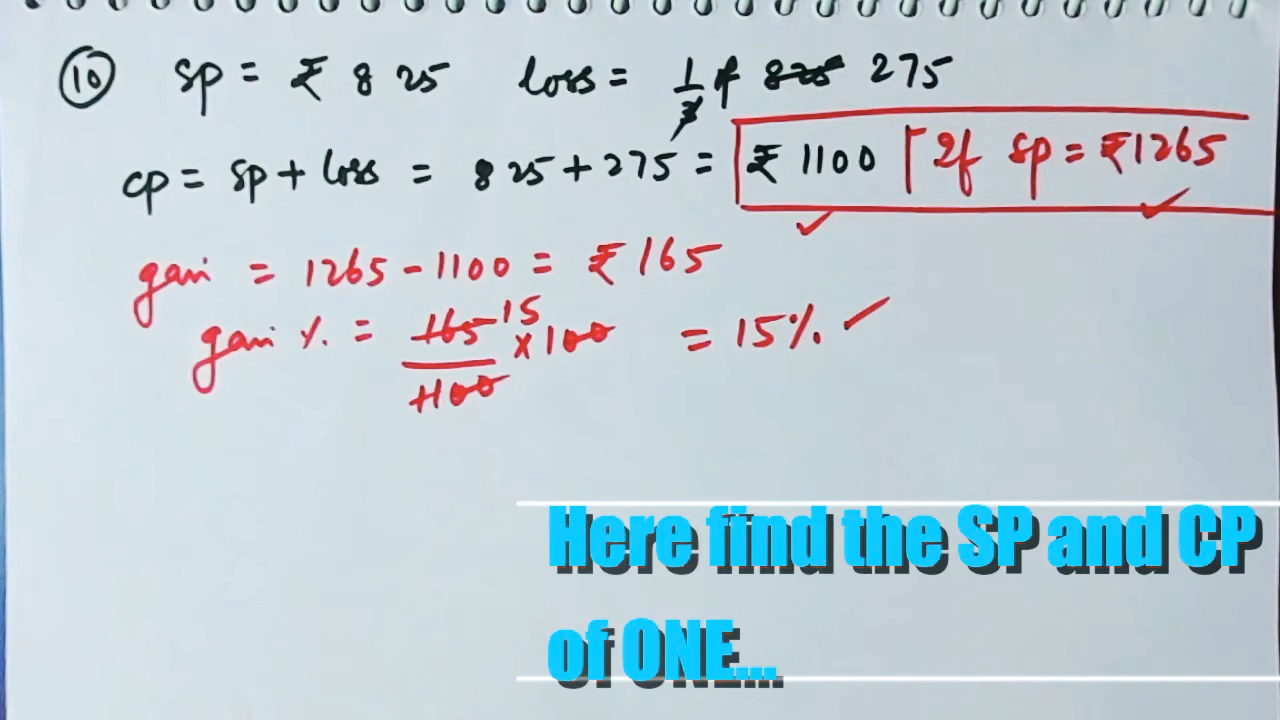 10 SP = ₹ 825 loss = 1/3 of 825 275
CP = SP + loss = 825 + 275 = ₹ 1100 If SP = ₹1265
gain = 1265 - 1100 = ₹ 165
gain % = 165/1100 15 × 100 = 15%
Here find the SP and CP
of ONE...